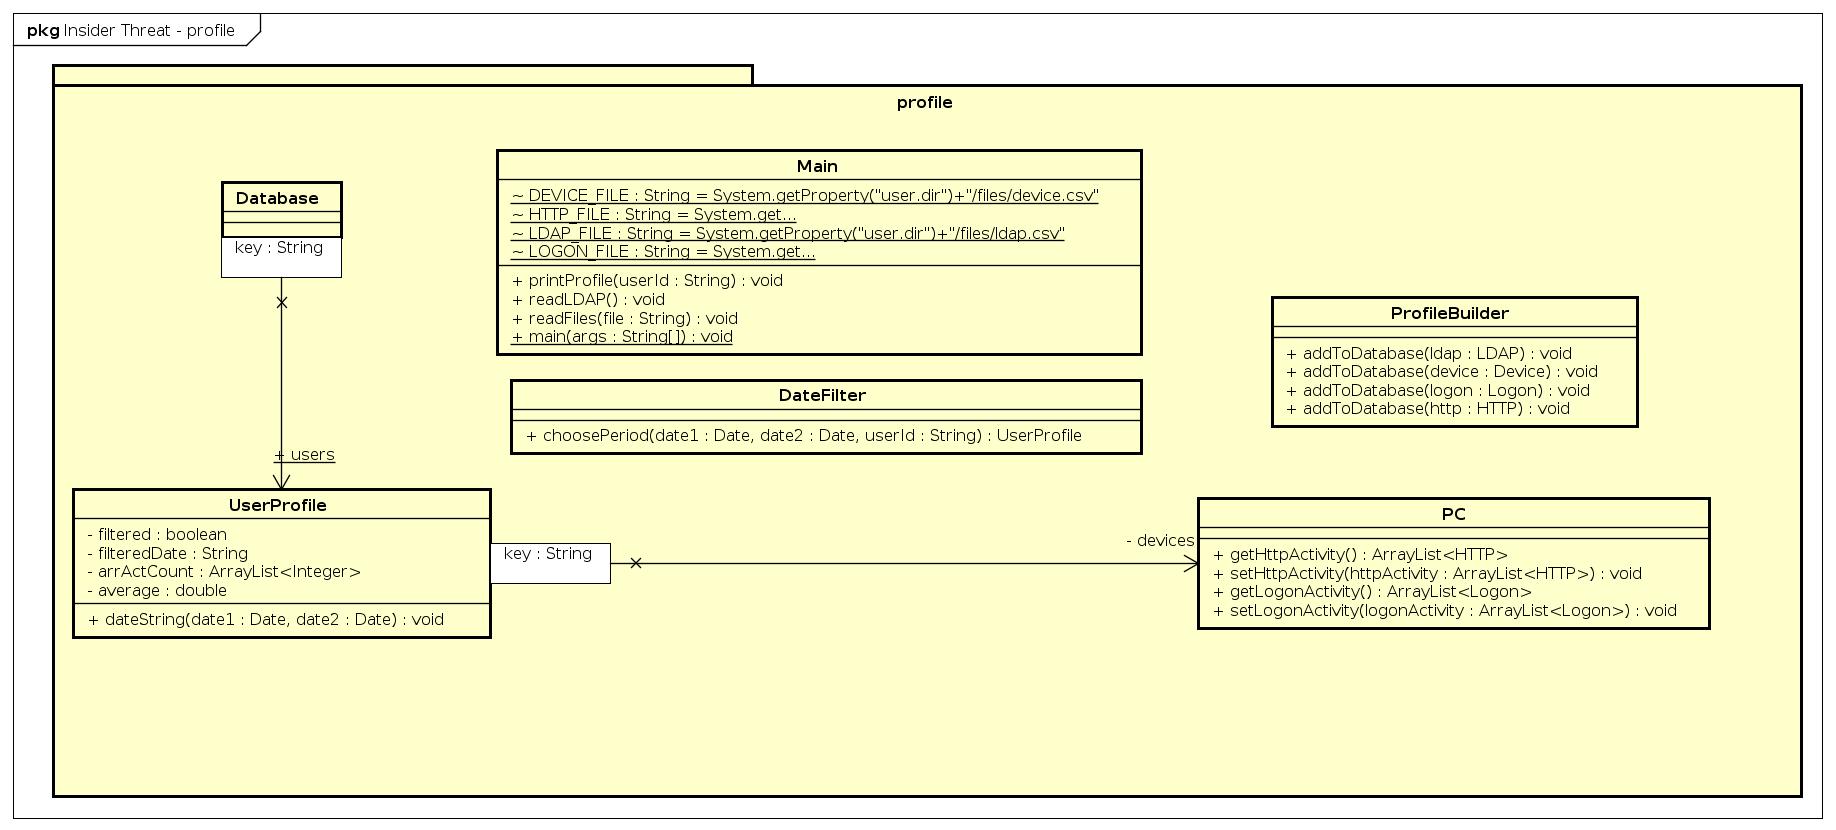 pkg Insider Threat - profile
profile
Database
key : String
Main
~ DEVICE_FILE : String = System.getProperty("user.dir")+"/files/device.csv"
~ HTTP_FILE : String = System.get...
~ LDAP_FILE : String = System.getProperty("user.dir")+"/files/ldap.csv"
~ LOGON_FILE : String = System.get...
+ printProfile(userId : String) : void
+ readLDAP() : void
+ readFiles(file : String) : void
+ main(args : String[]) : void
ProfileBuilder
+ addToDatabase(ldap : LDAP) : void
+ addToDatabase(device : Device) : void
+ addToDatabase(logon : Logon) : void
+ addToDatabase(http : HTTP) : void
DateFilter
+ choosePeriod(date1 : Date, date2 : Date, userId : String) : UserProfile
+ users
UserProfile
- filtered : boolean
- filteredDate : String
- arrActCount : ArrayList<Integer>
- average : double
+ dateString(date1 : Date, date2 : Date) : void
key : String
- devices
PC
+ getHttpActivity() : ArrayList<HTTP>
+ setHttpActivity(httpActivity : ArrayList<HTTP>) : void
+ getLogonActivity() : ArrayList<Logon>
+ setLogonActivity(logonActivity : ArrayList<Logon>) : void